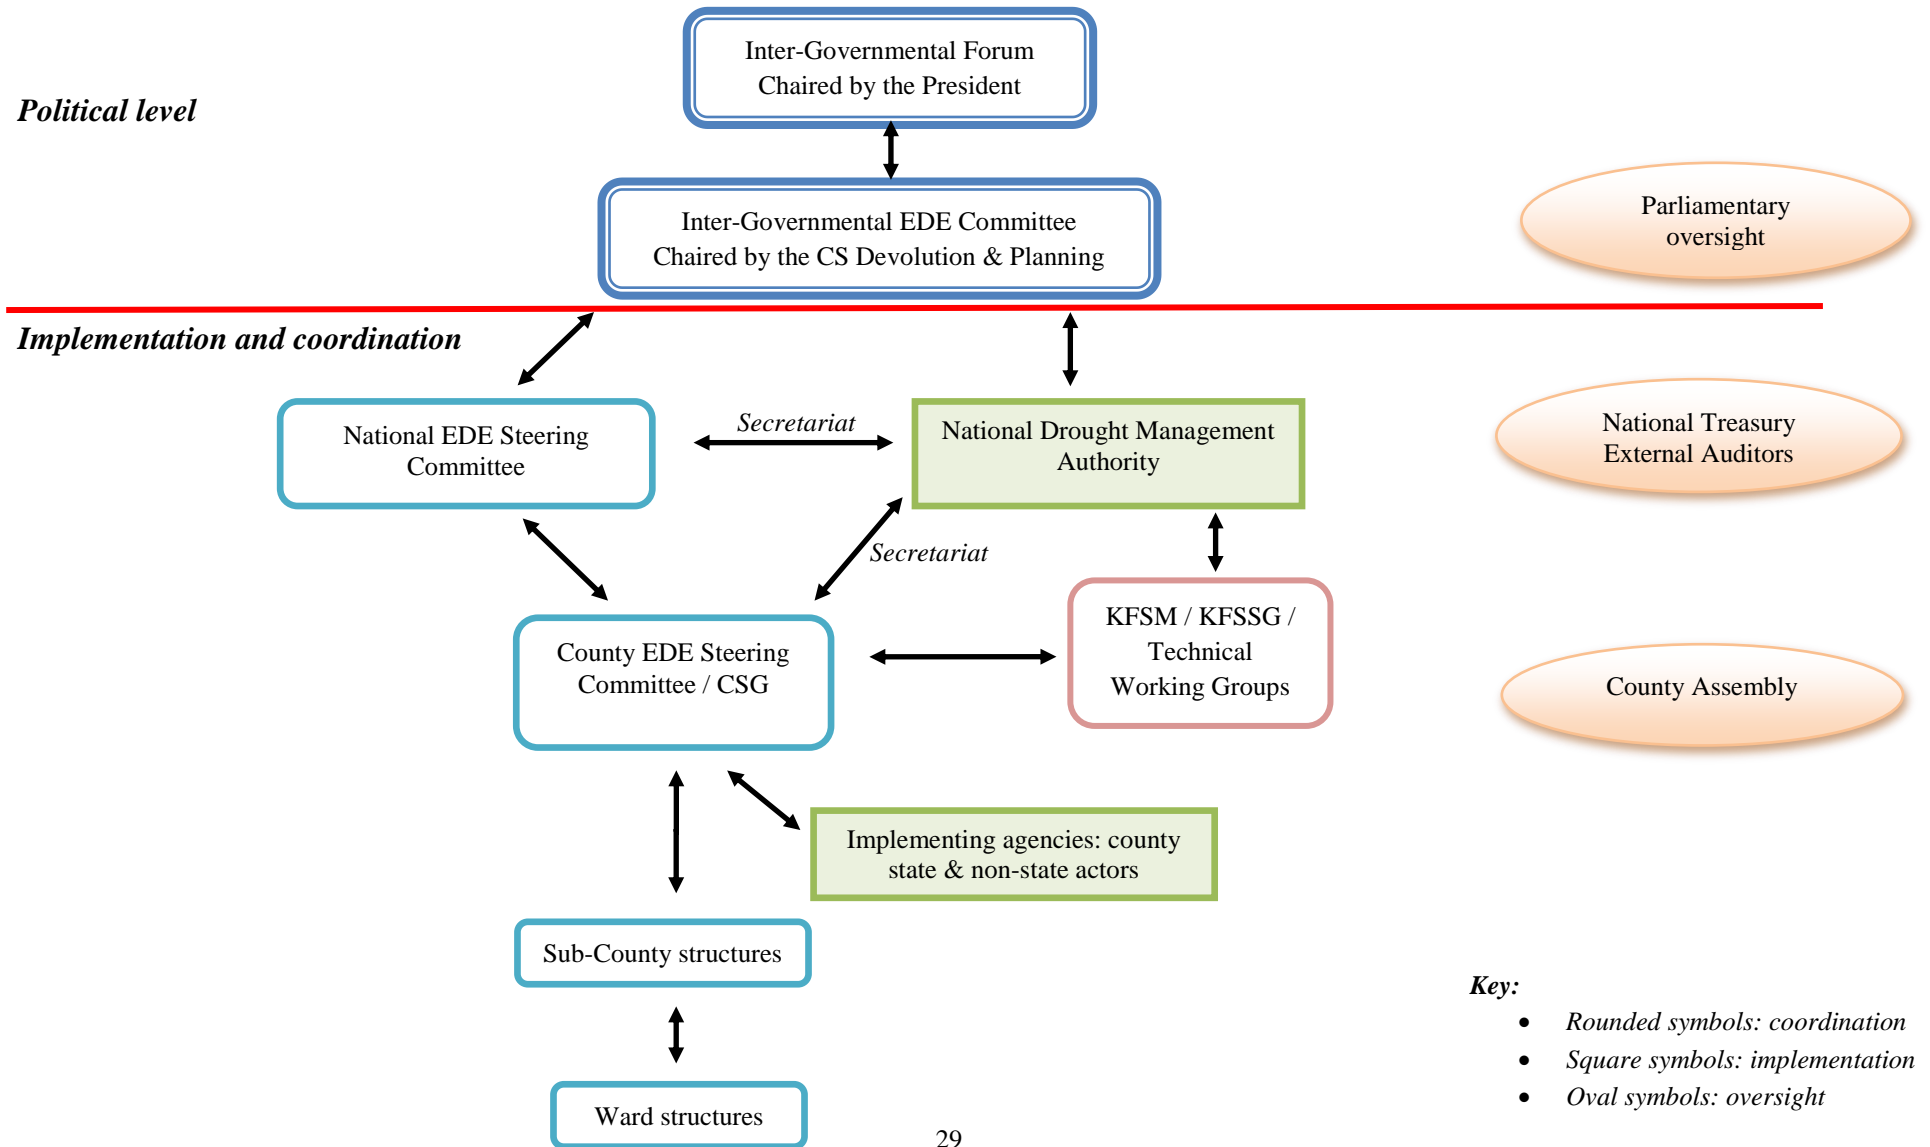 Inter-Governmental Forum
Chaired by the President
Political level
Inter-Governmental EDE Committee
Chaired by the CS Devolution & Planning
Parliamentary
oversight
Implementation and coordination
National EDE Steering
Committee
Secretariat
National Drought Management
Authority
National Treasury
External Auditors
Secretariat
County EDE Steering
Committee / CSG
KFSM / KFSSG /
Technical
Working Groups
County Assembly
Implementing agencies: county
state & non-state actors
Sub-County structures
Ward structures
Key:
• Rounded symbols: coordination
• Square symbols: implementation
• Oval symbols: oversight
29